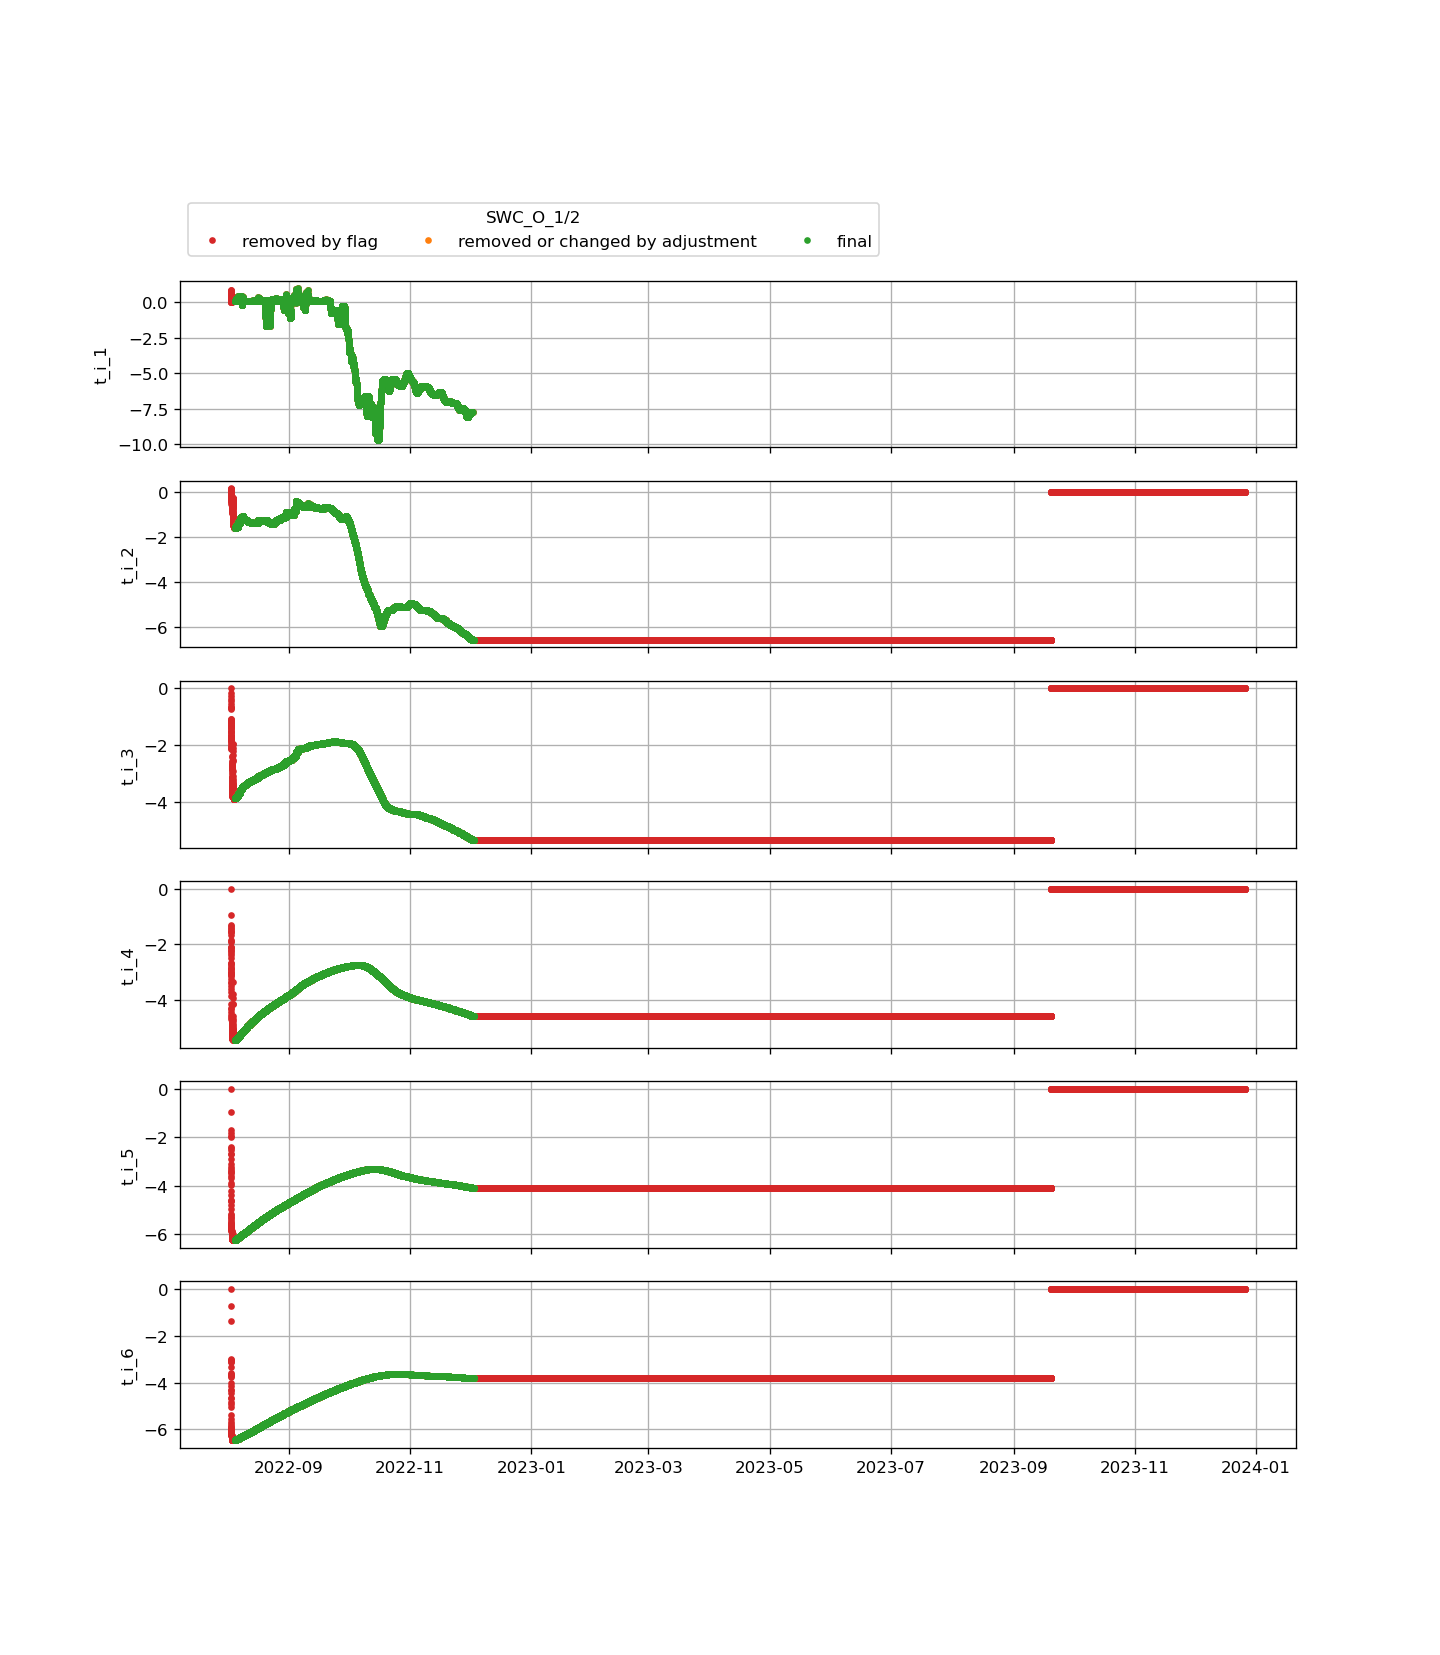 SWC_O_1/2
removed by flag removed or changed by adjustment final
0.0
−2.5
−5.0
−7.5
−10.0
t_i_1
0
−2
−4
−6
t_i_2
0
−2
−4
t_i_3
0
−2
−4
t_i_4
0
−2
−4
−6
t_i_5
0
−2
−4
−6
t_i_6
2022-09 2022-11 2023-01 2023-03 2023-05 2023-07 2023-09 2023-11 2024-01